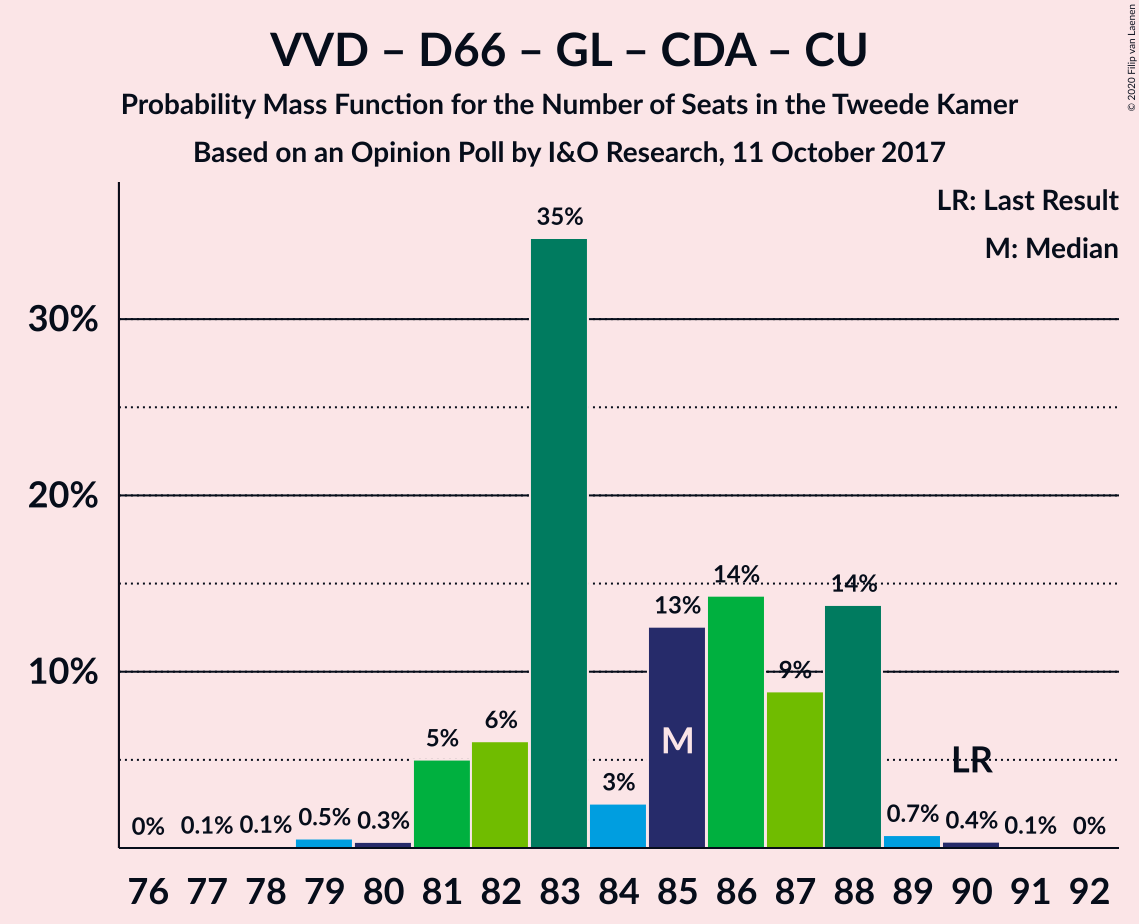 VVD – D66 – GL – CDA – CU
Probability Mass Function for the Number of Seats in the Tweede Kamer
Based on an Opinion Poll by I&O Research, 11 October 2017
© 2020 Filip van Laenen
LR: Last Result
M: Median
30%
20%
10%
0% 0.1% 0.1% 0.5% 0.3% 5% 6% 35% 3% 13% 14% 9% 14% 0.7% 0.4% 0.1% 0%
M
LR
76 77 78 79 80 81 82 83 84 85 86 87 88 89 90 91 92